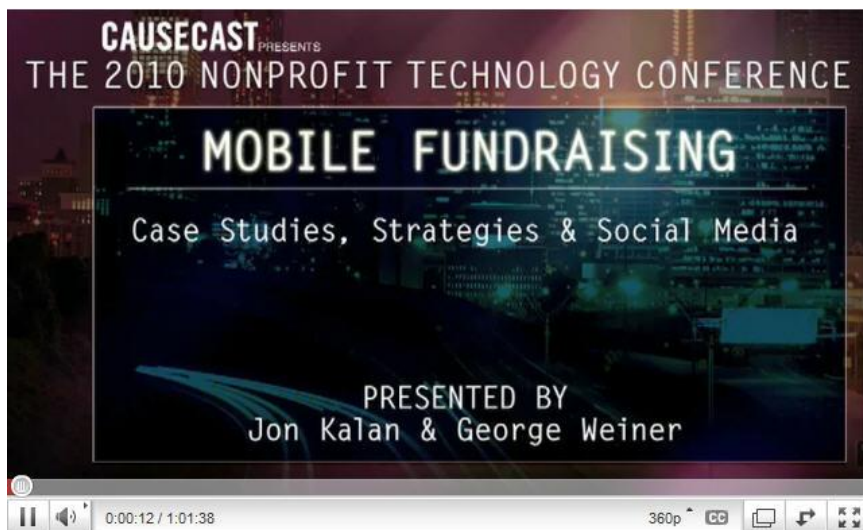 CAUSECAST PRESENTS
THE 2010 NONPROFIT TECHNOLOGY CONFERENCE
MOBILE FUNDRAISING
Case Studies, Strategies & Social Media
PRESENTED BY
Jon Kalan & George Weiner
0:00:12 / 1:01:38 360p CC